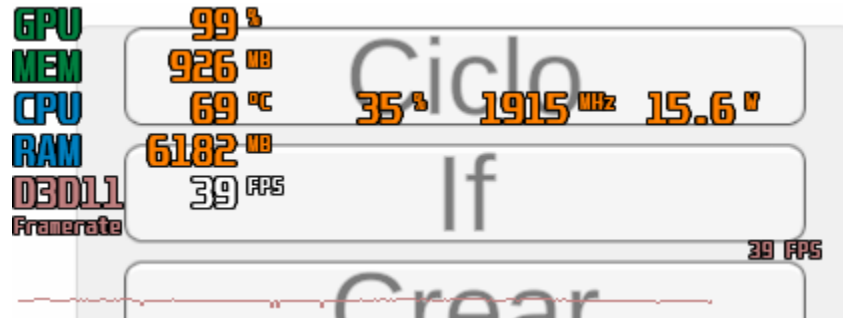 GPU 99 %
Ciclo
MEM 926 MB
CPU 69 °C 35 % 1915 MHz 15.6 W
RAM 6182 MB
If
D3D11 39 FPS
Framerate
39 FPS
Crear